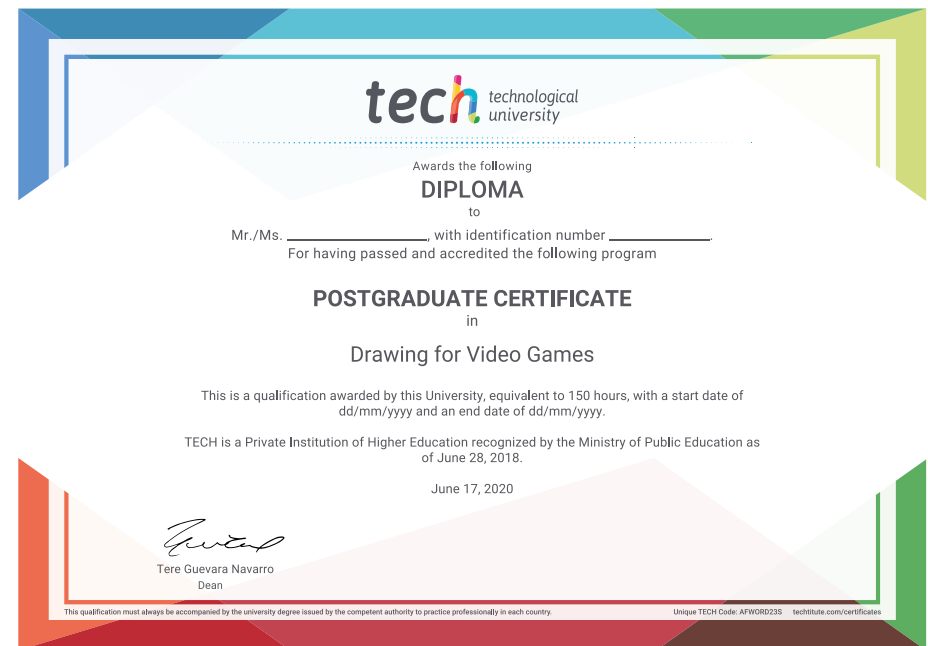 tech technological
university
Awards the following
DIPLOMA
to
Mr./Ms. ____________, with identification number ____________.
For having passed and accredited the following program
POSTGRADUATE CERTIFICATE
in
Drawing for Video Games
This is a qualification awarded by this University, equivalent to 150 hours, with a start date of
dd/mm/yyyy and an end date of dd/mm/yyyy.
TECH is a Private Institution of Higher Education recognized by the Ministry of Public Education as
of June 28, 2018.
June 17, 2020
Tere Guevara Navarro
Dean
This qualification must always be accompanied by the university degree issued by the competent authority to practice professionally in each country.
Unique TECH Code: AFWORD23S techtitute.com/certificates